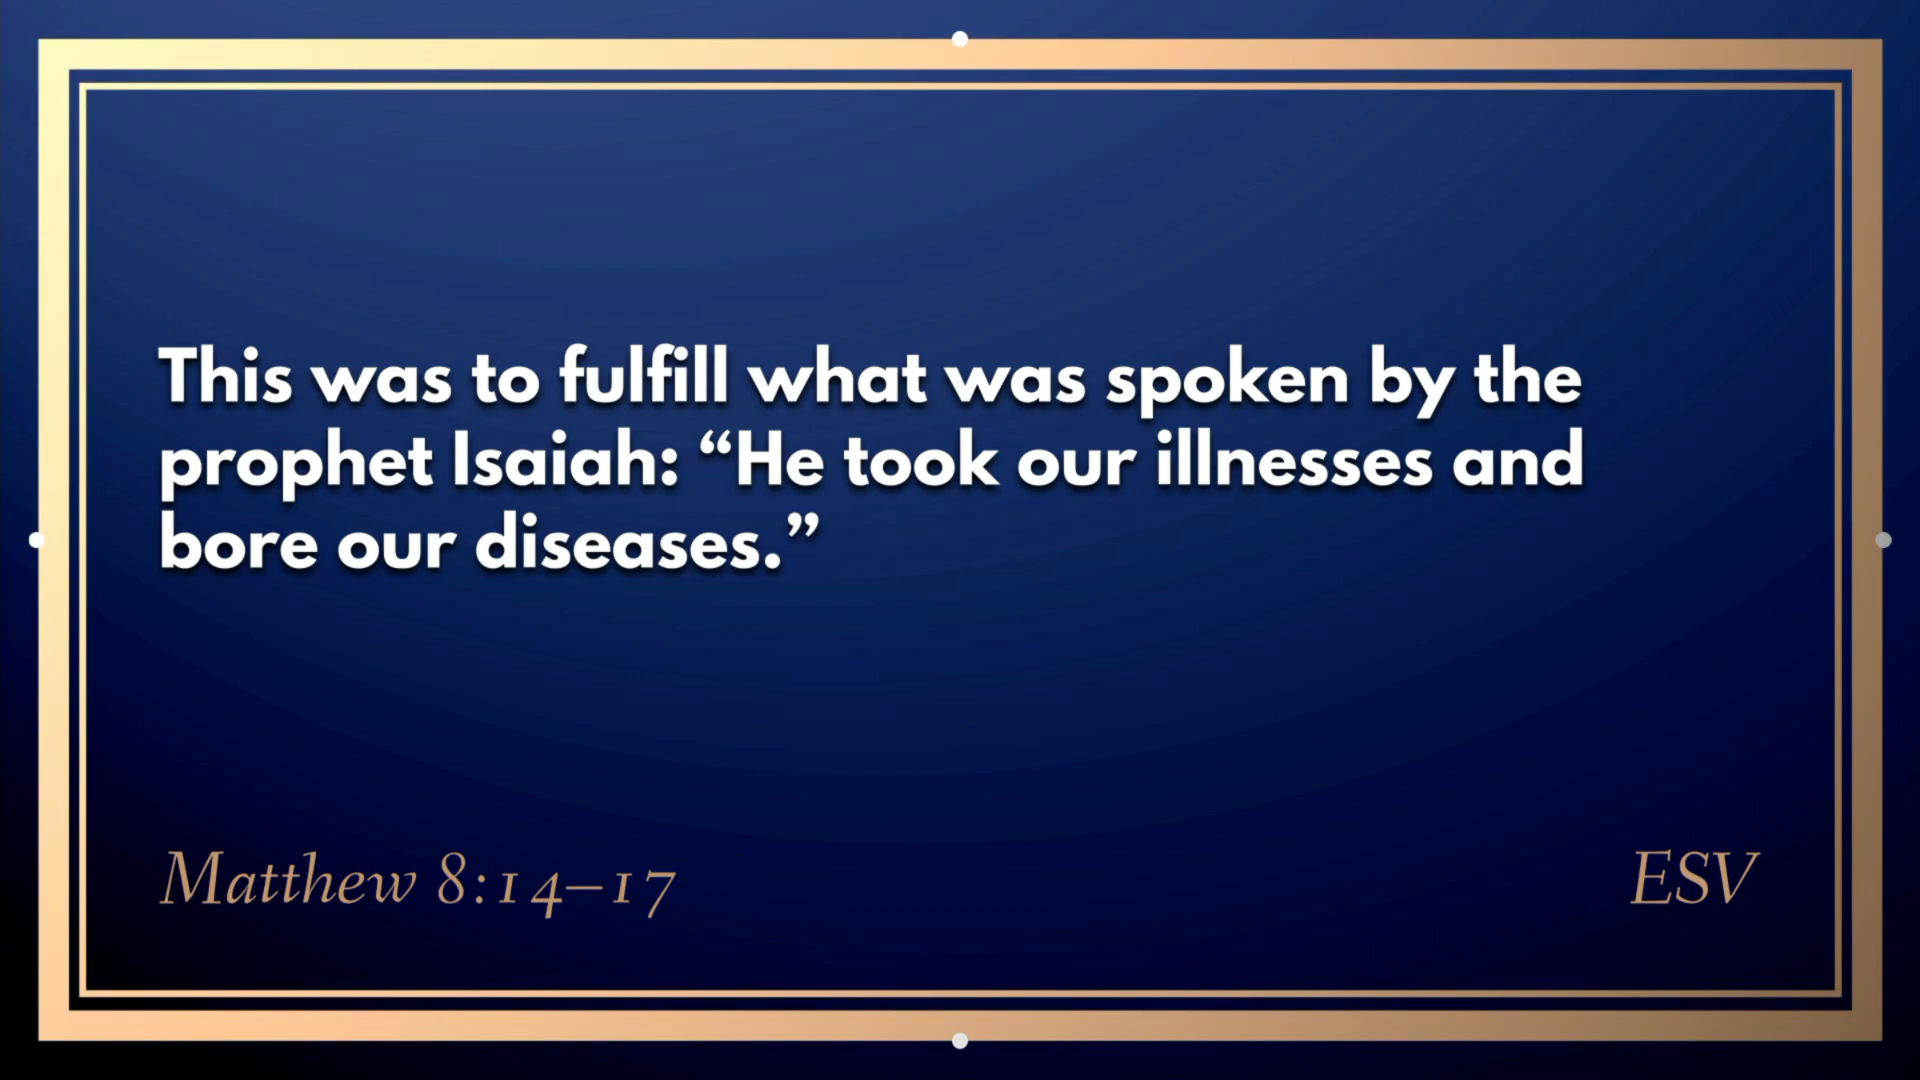 This was to fulfill what was spoken by the
prophet Isaiah: “He took our illnesses and
bore our diseases.”
Matthew 8:14–17
ESV